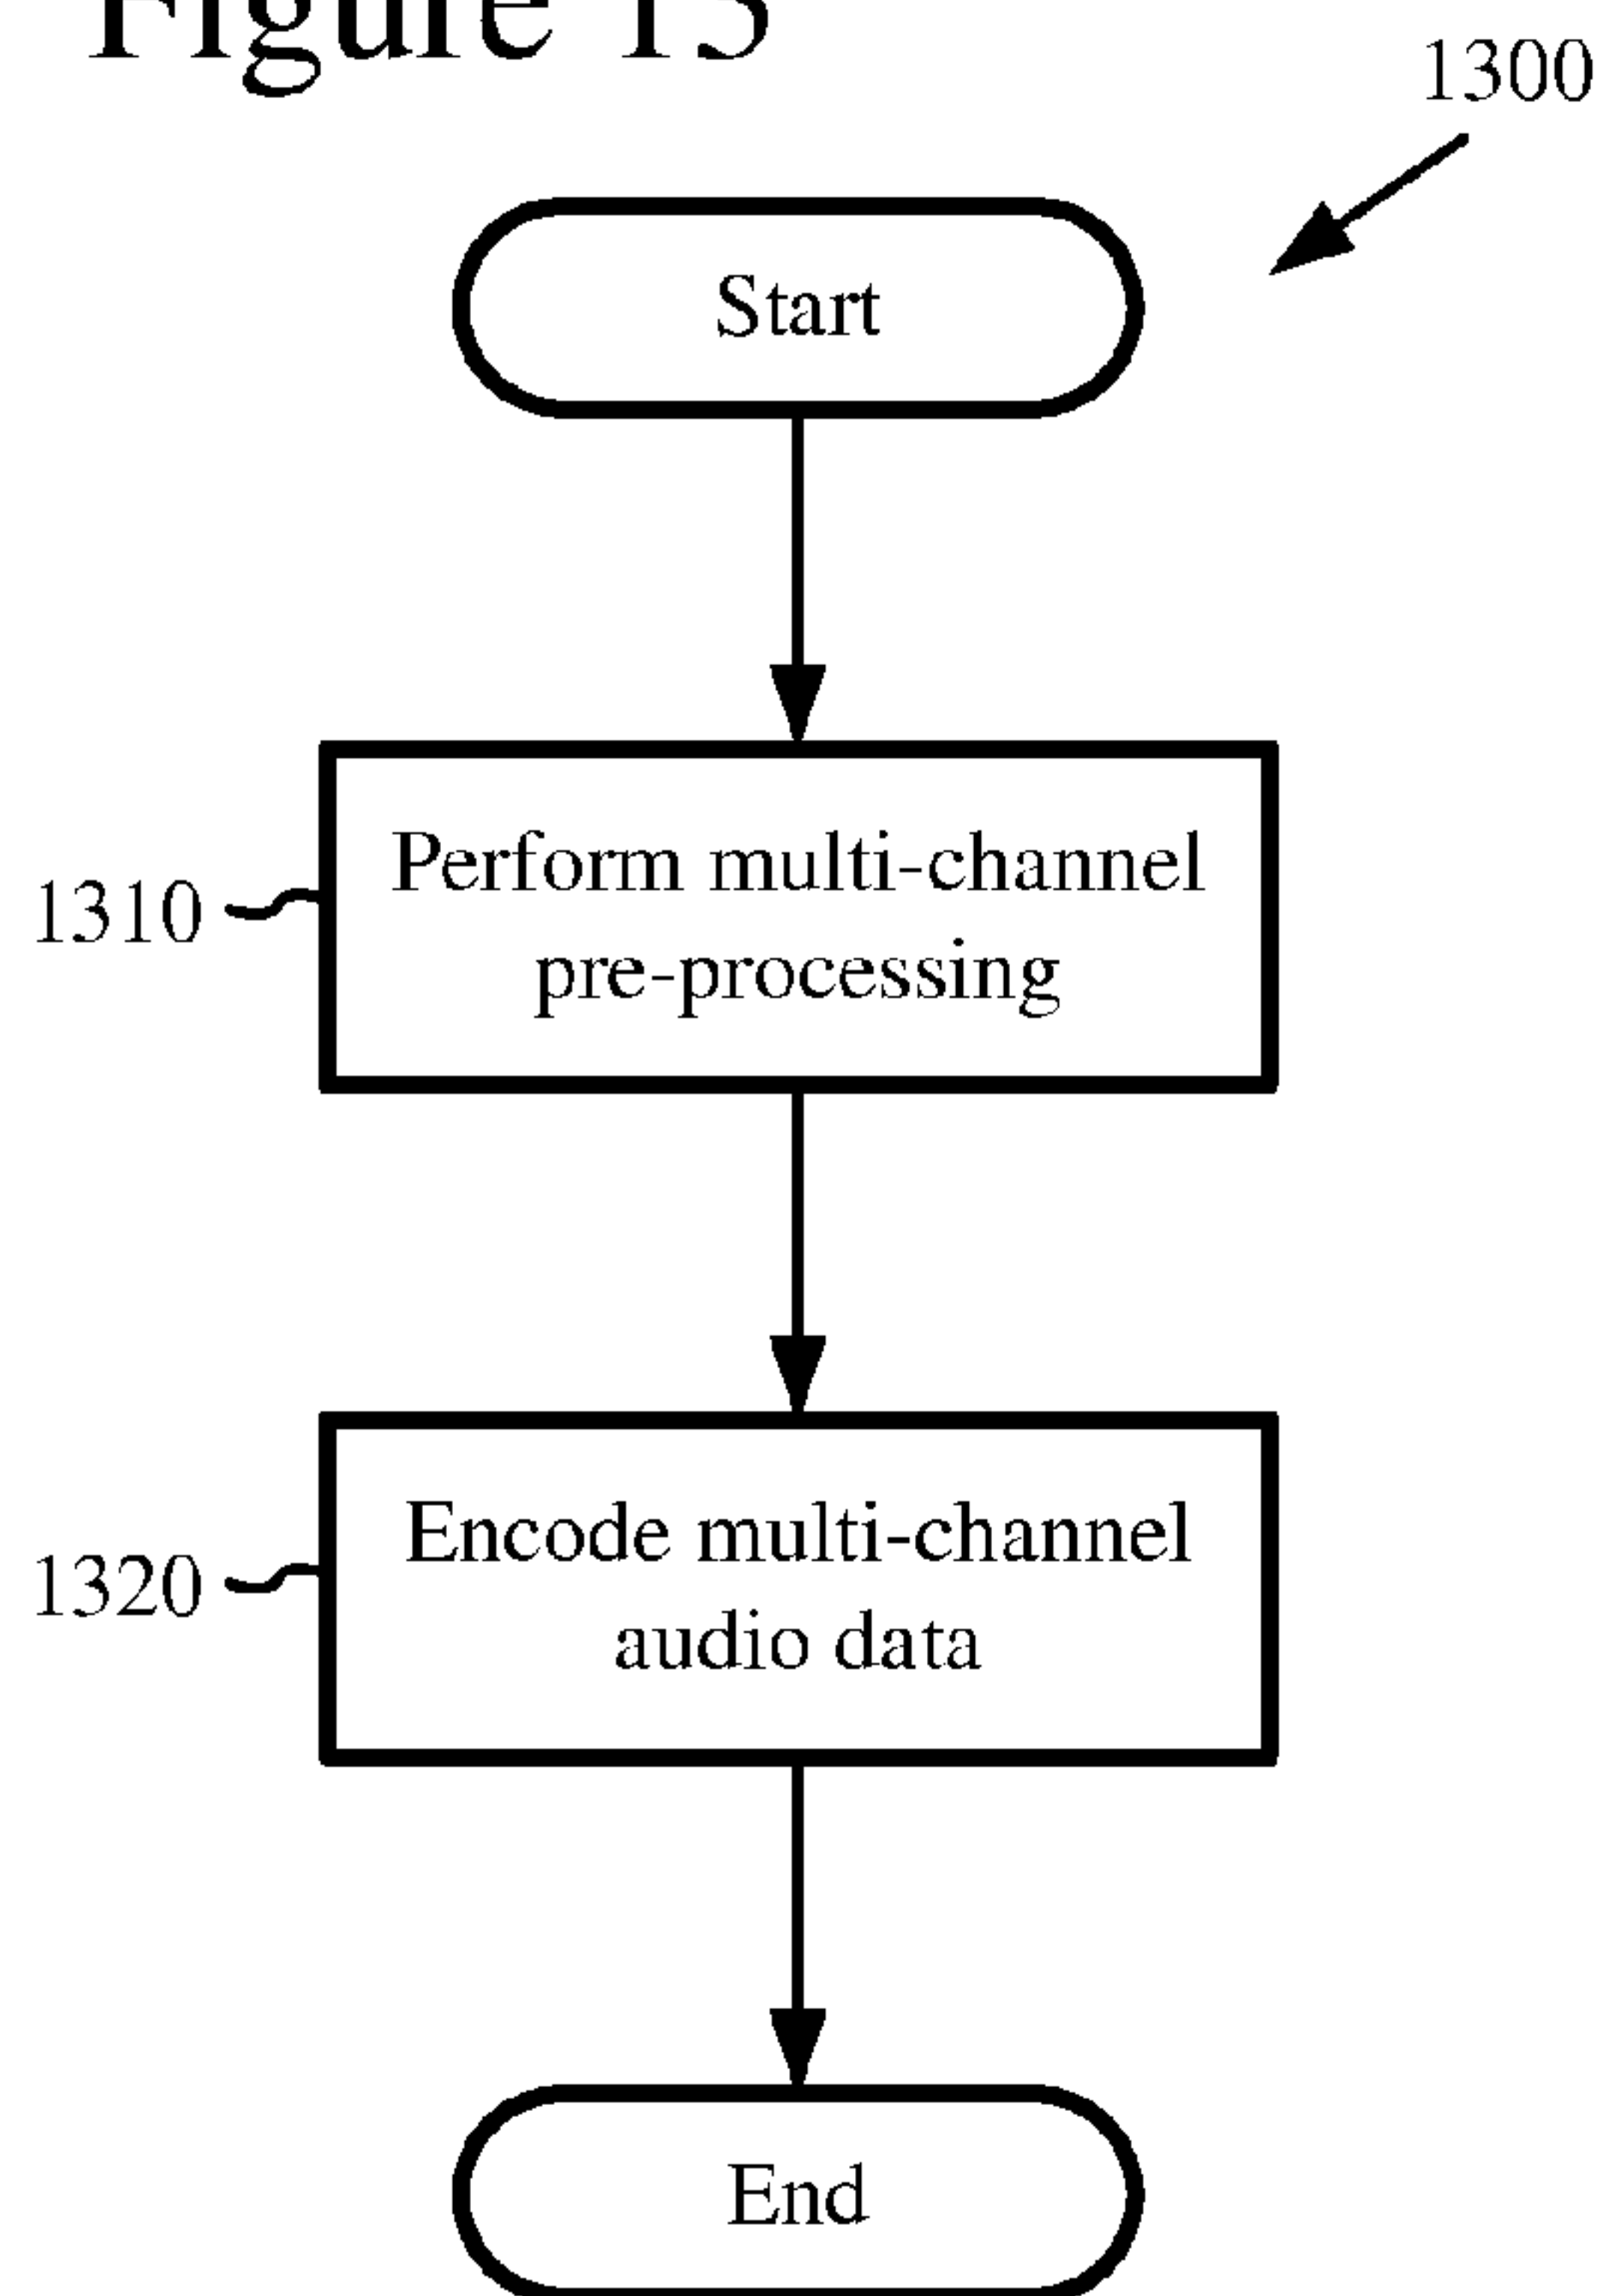 Figure 13
1300
Start
1310
Perform multi-channel
pre-processing
1320
Encode multi-channel
audio data
End